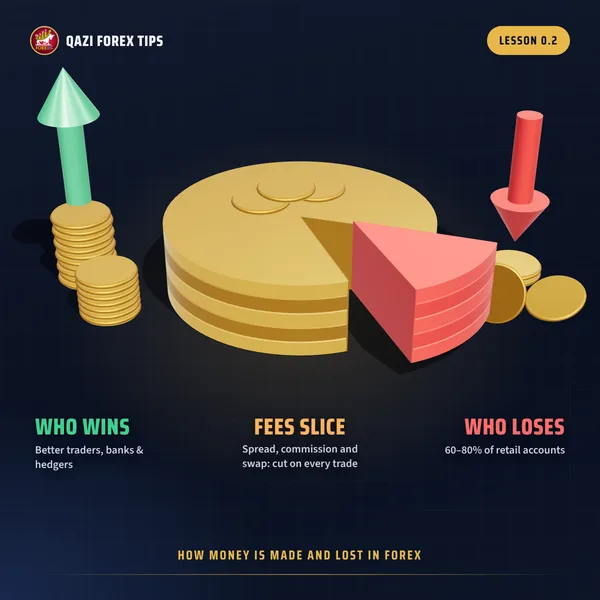 QAZI FOREX TIPS
LESSON 0.2
WHO WINS
Better traders, banks &
hedgers
FEES SLICE
Spread, commission and
swap: cut on every trade
WHO LOSES
60–80% of retail accounts
HOW MONEY IS MADE AND LOST IN FOREX